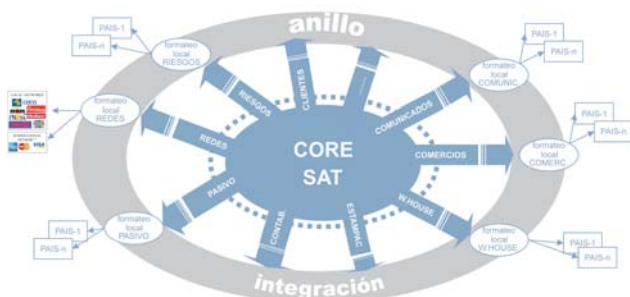 anillo
PAIS-1
PAIS-n
formateo
local
RIESGOS
PAIS-1
PAIS-n
formateo
local
COMUNIC.
CLIENTES
RIESGOS
COMUNICADOS
formateo
local
REDES
REDES
CORE
SAT
COMERCIOS
formateo
local
COMERC
PAIS-1
PAIS-n
VISA
PASIVO
CONTAB
ESTAMPAC
W.HOUSE
PAIS-1
PAIS-n
formateo
local
PASIVO
formateo
local
W.HOUSE
PAIS-1
PAIS-n
integración